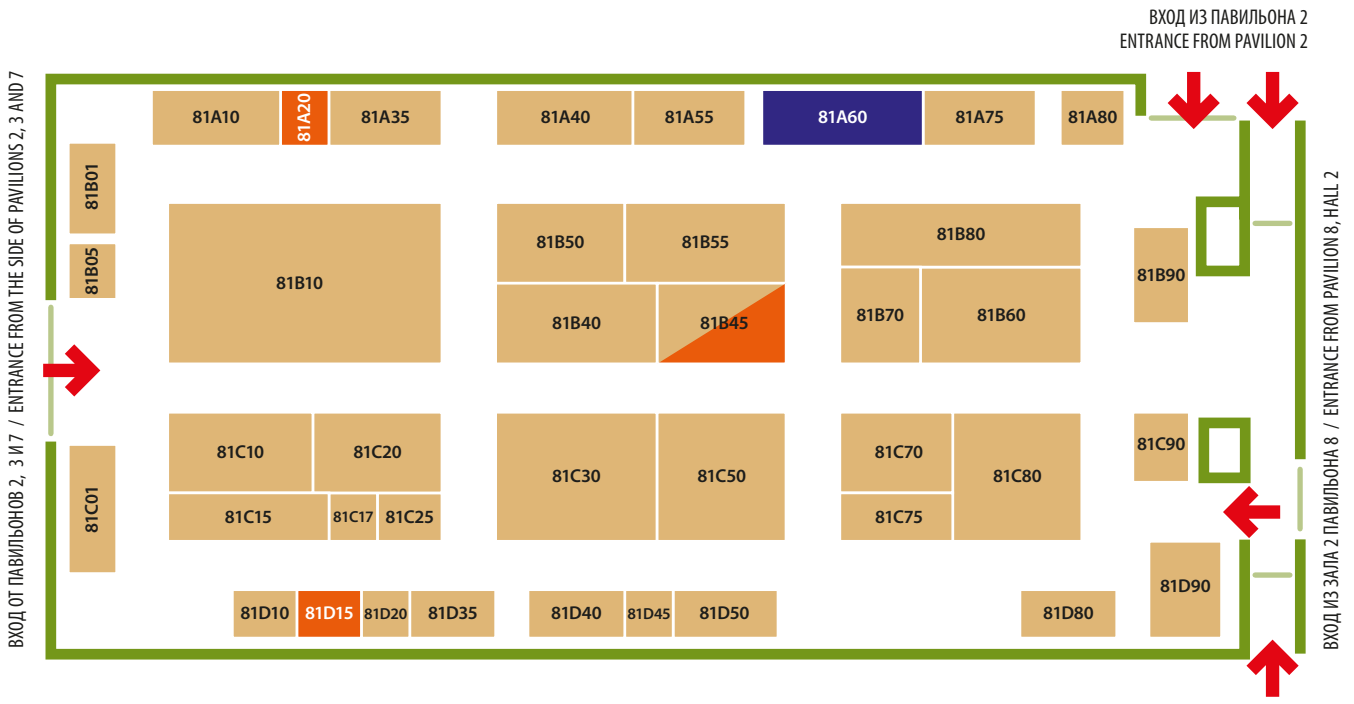 ВХОД ИЗ ПАВИЛЬОНА 2
ENTRANCE FROM PAVILION 2
ВХОД ОТ ПАВИЛЬОНОВ 2, 3 И 7 / ENTRANCE FROM THE SIDE OF PAVILIONS 2, 3 AND 7
81A10
81A20
81A35
81A40
81A55
81A60
81A75
81A80
81B01
81B05
81B10
81B50
81B55
81B40
81B45
81B80
81B70
81B60
81B90
81C01
81C10
81C20
81C15
81C17
81C25
81C30
81C50
81C70
81C75
81C80
81C90
81D10
81D15
81D20
81D35
81D40
81D45
81D50
81D80
81D90
ВХОД ИЗ ЗАЛА 2 ПАВИЛЬОНА 8 / ENTRANCE FROM PAVILION 8, HALL 2